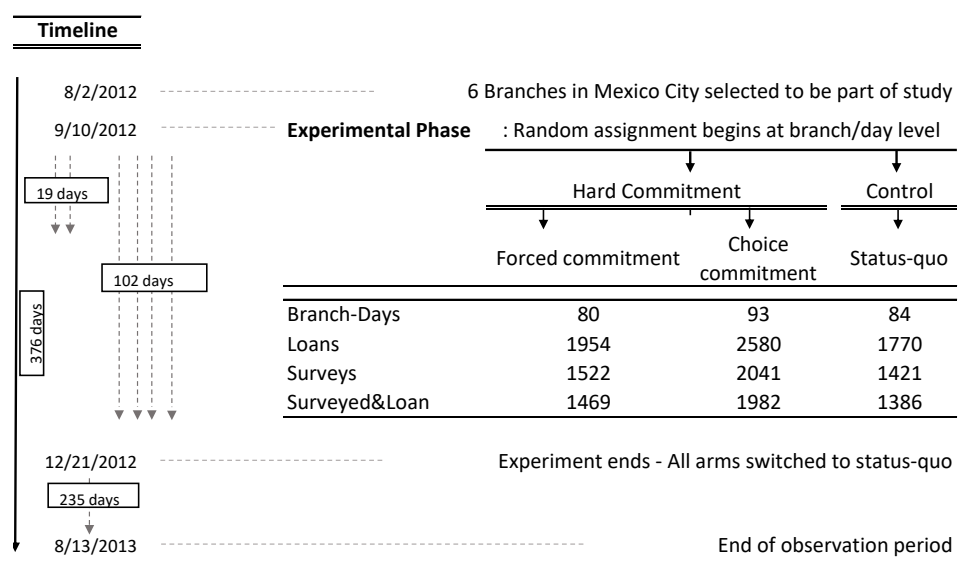 Timeline
8/2/2012 6 Branches in Mexico City selected to be part of study
9/10/2012 Experimental Phase : Random assignment begins at branch/day level
19 days Hard Commitment Control
Forced commitment Choice commitment Status-quo
102 days
Branch-Days 80 93 84
376 days
Loans 1954 2580 1770
Surveys 1522 2041 1421
Surveyed&Loan 1469 1982 1386
12/21/2012 Experiment ends - All arms switched to status-quo
235 days
8/13/2013 End of observation period